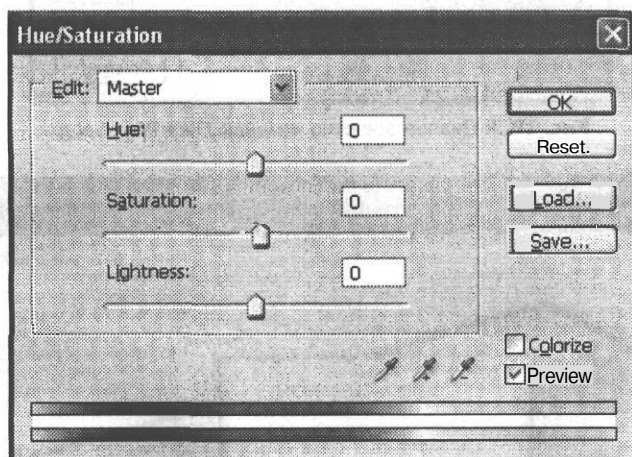 Hue/Saturation
Edit: Master
Hue: 0
Saturation: 0
Lightness: 0
OK
Reset.
Load...
Save...
Colorize
Preview